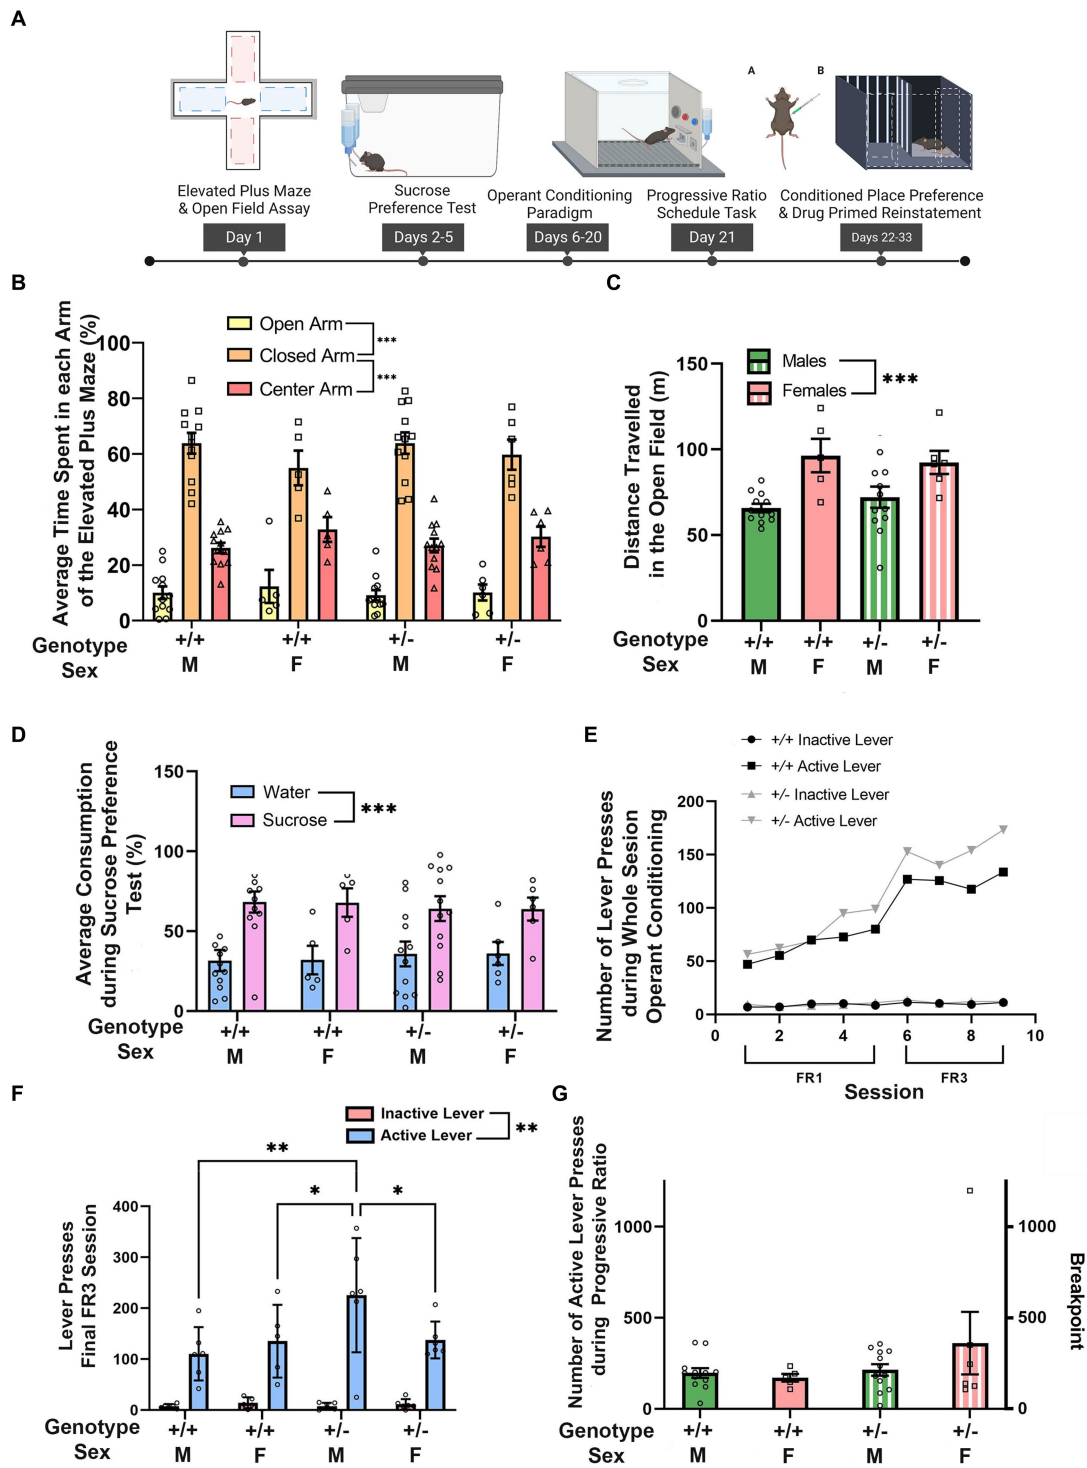 A
A B
Elevated Plus Maze
& Open Field Assay
Sucrose
Preference Test
Operant Conditioning
Paradigm
Progressive Ratio
Schedule Task
Conditioned Place Preference
& Drug Primed Reinstatement
Day 1
Days 2-5
Days 6-20
Day 21
Days 22-33
B
Average Time Spent in each Arm
of the Elevated Plus Maze (%)
Open Arm
Closed Arm
Center Arm
***
***
100
80
60
40
20
0
Genotype +/+ +/+ +/- +/-
Sex M F M F
C
Distance Travelled
in the Open Field (m)
Males
Females
***
150
100
50
0
Genotype +/+ +/+ +/- +/-
Sex M F M F
D
Average Consumption
during Sucrose Preference
Test (%)
Water
Sucrose
***
150
100
50
0
Genotype +/+ +/+ +/- +/-
Sex M F M F
E
+/+ Inactive Lever
+/+ Active Lever
+/- Inactive Lever
+/- Active Lever
Number of Lever Presses
during Whole Sesion
Operant Conditioning
200
150
100
50
0
0 2 4 6 8 10
FR1 FR3
Session
F
Inactive Lever
Active Lever
**
**
* *
Lever Presses
Final FR3 Session
400
300
200
100
0
Genotype +/+ +/+ +/- +/-
Sex M F M F
G
Number of Active Lever Presses
during Progressive Ratio
1000
500
0
1000
500
0
Breakpoint
Genotype +/+ +/+ +/- +/-
Sex M F M F